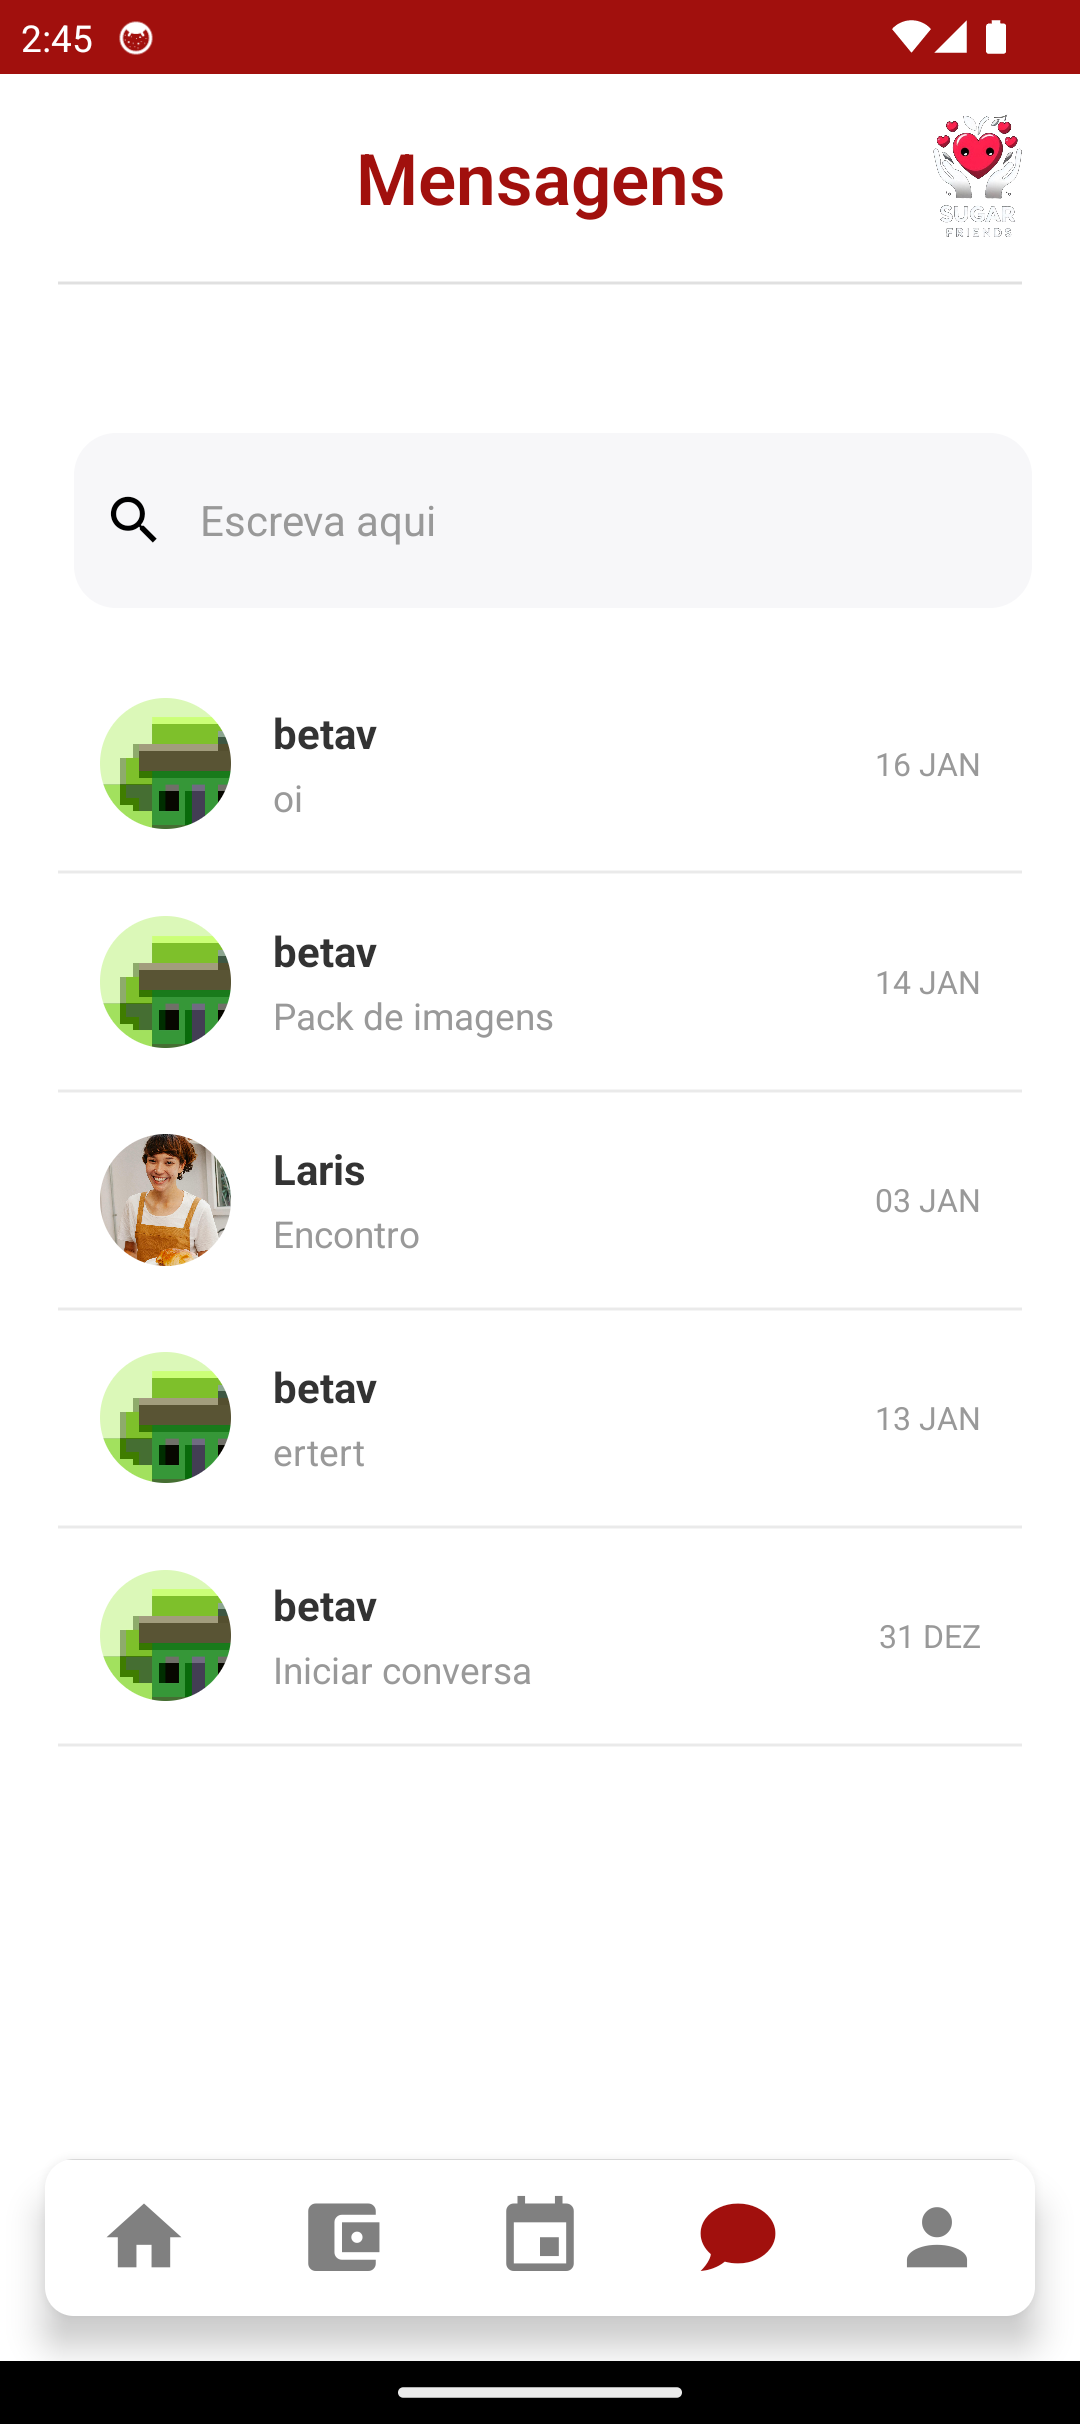 2:45
Mensagens
SUGAR
FRIENDS
Escreva aqui
betav
oi
16 JAN
betav
Pack de imagens
14 JAN
Laris
Encontro
03 JAN
betav
ertert
13 JAN
betav
Iniciar conversa
31 DEZ